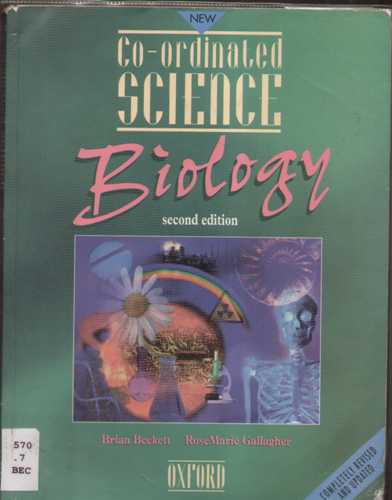 NEW
Co-ordinated
SCIENCE
Biology
second edition
Brian Beckett RoseMarie Gallagher
570
.7
BEC
OXFORD
COMPLETELY REVISED
AND UPDATED